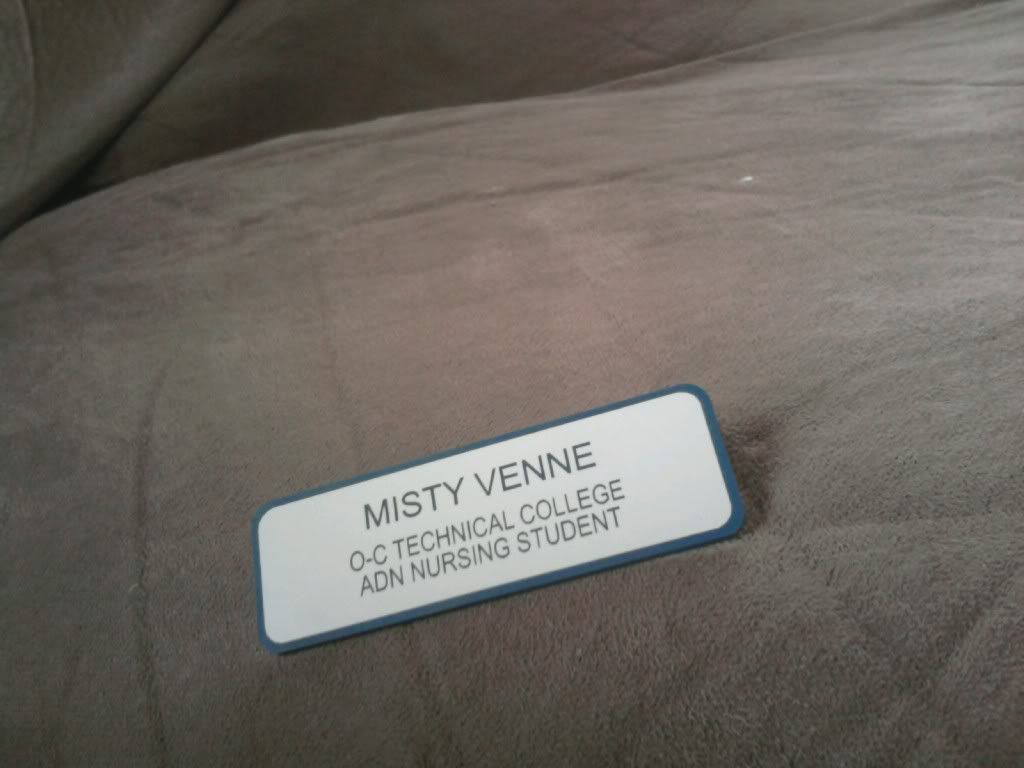 MISTY VENNE
O-C TECHNICAL COLLEGE
ADN NURSING STUDENT